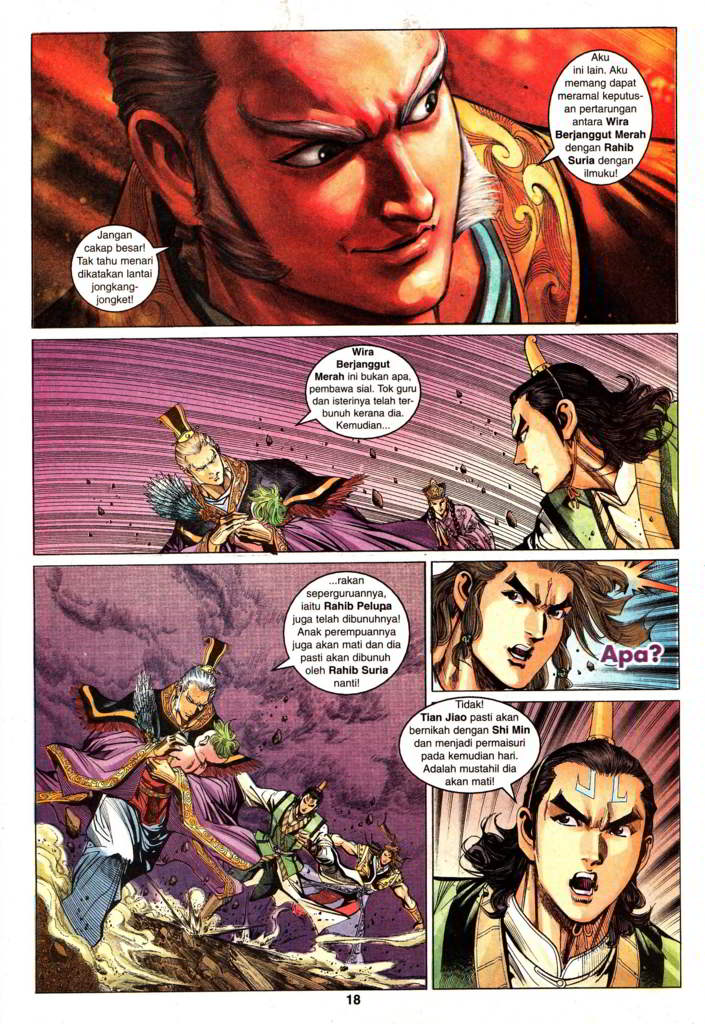 Aku
ini lain. Aku
memang dapat
meramal keputus-
an pertarungan
antara Wira
Berjanggut Merah
dengan Rahib
Suria dengan
ilmuku!
Jangan
cakap besar!
Tak tahu menari
dikatakan lantai
jongkang-
jongket!
Wira
Berjanggut
Merah ini bukan apa,
pembawa sial. Tok guru
dan isterinya telah ter-
bunuh kerana dia.
Kemudian...
...rakan
seperguruannya,
iaitu Rahib Pelupa
juga telah dibunuhnya!
Anak perempuannya
juga akan mati dan dia
pasti akan dibunuh
oleh Rahib Suria
nanti!
Apa?
Tidak!
Tian Jiao pasti akan
bernikah dengan Shi Min
dan menjadi permaisuri
pada kemudian hari.
Adalah mustahil dia
akan mati!
18